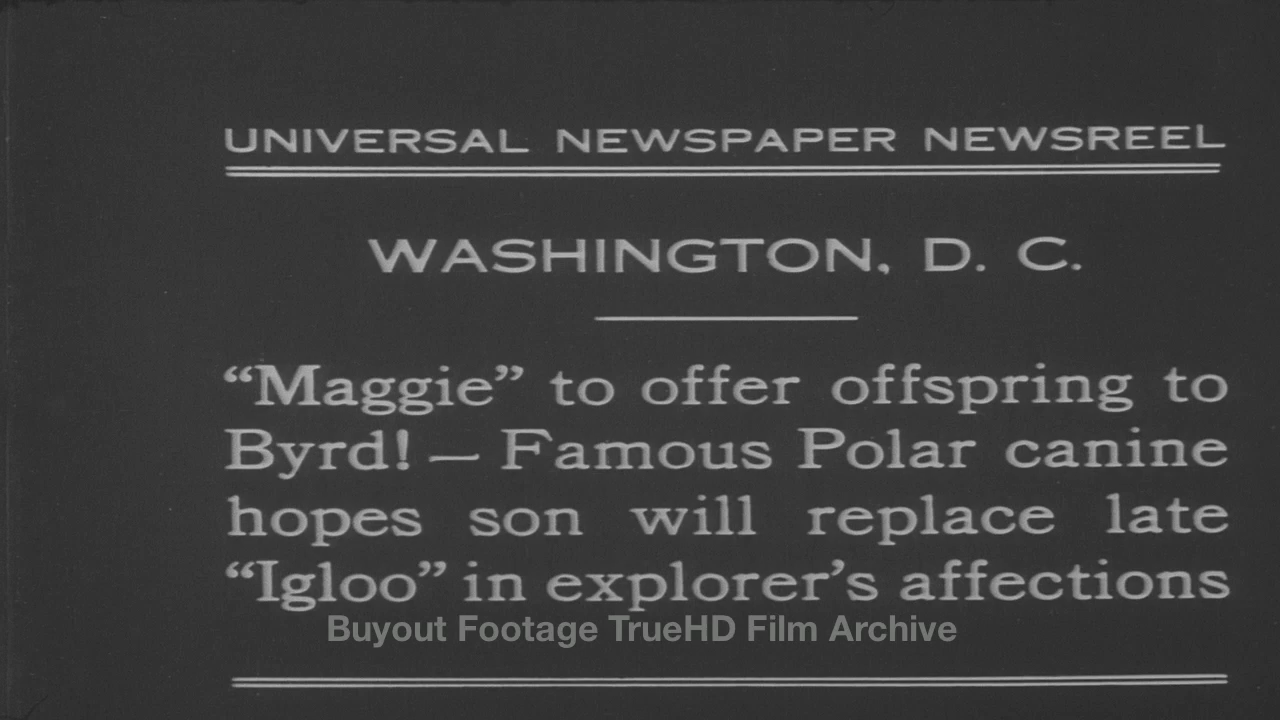 UNIVERSAL NEWSPAPER NEWSREEL
WASHINGTON, D. C.
“Maggie” to offer offspring to
Byrd! — Famous Polar canine
hopes son will replace late
“Igloo” in explorer’s affections
Buyout Footage TrueHD Film Archive